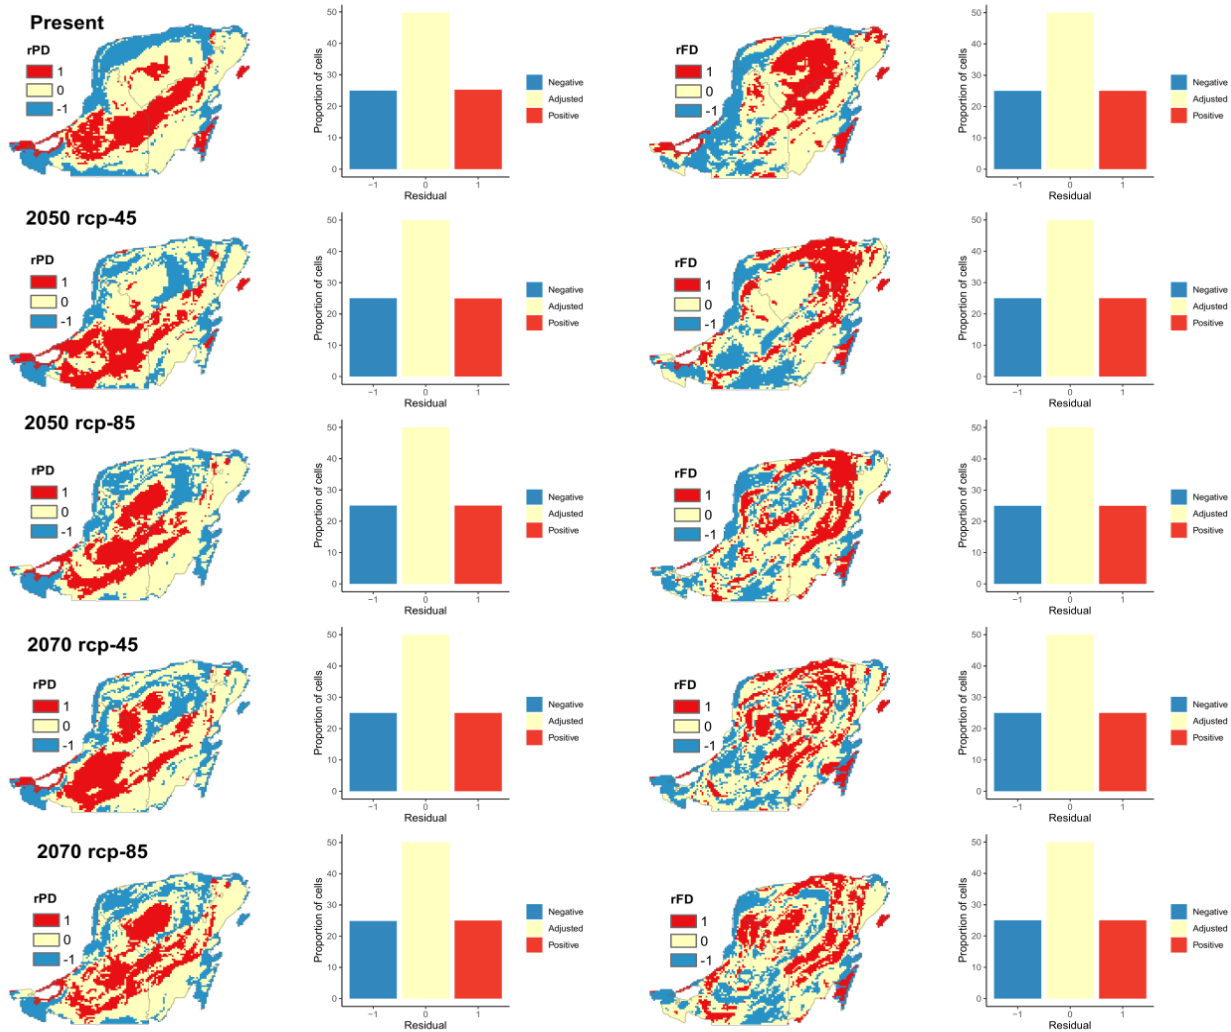 Present
rPD
1
0
-1
Proportion of cells
50
40
30
20
10
0
−1 0 1
Residual
Negative
Adjusted
Positive
rFD
1
0
-1
Proportion of cells
50
40
30
20
10
0
−1 0 1
Residual
Negative
Adjusted
Positive
2050 rcp-45
rPD
1
0
-1
Proportion of cells
50
40
30
20
10
0
−1 0 1
Residual
Negative
Adjusted
Positive
rFD
1
0
-1
Proportion of cells
50
40
30
20
10
0
−1 0 1
Residual
Negative
Adjusted
Positive
2050 rcp-85
rPD
1
0
-1
Proportion of cells
50
40
30
20
10
0
−1 0 1
Residual
Negative
Adjusted
Positive
rFD
1
0
-1
Proportion of cells
50
40
30
20
10
0
−1 0 1
Residual
Negative
Adjusted
Positive
2070 rcp-45
rPD
1
0
-1
Proportion of cells
50
40
30
20
10
0
−1 0 1
Residual
Negative
Adjusted
Positive
rFD
1
0
-1
Proportion of cells
50
40
30
20
10
0
−1 0 1
Residual
Negative
Adjusted
Positive
2070 rcp-85
rPD
1
0
-1
Proportion of cells
50
40
30
20
10
0
−1 0 1
Residual
Negative
Adjusted
Positive
rFD
1
0
-1
Proportion of cells
50
40
30
20
10
0
−1 0 1
Residual
Negative
Adjusted
Positive